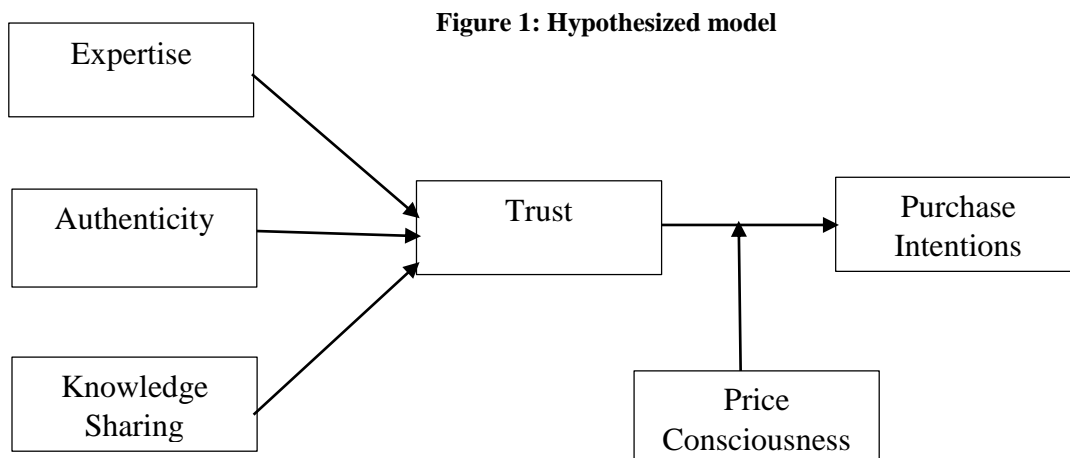 Figure 1: Hypothesized model
Expertise
Authenticity
Trust
Purchase
Intentions
Knowledge
Sharing
Price
Consciousness